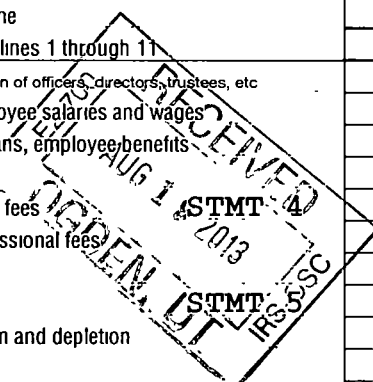 ne
lines 1 through 11
n of officers, directors, trustees, etc
oyee salaries and wages
ans, employee benefits
fees STMT 4
ssional fees
STMT 5
n and depletion
RECEIVED
AUG 1 2013
OGDEN, UT
IRS-OSC